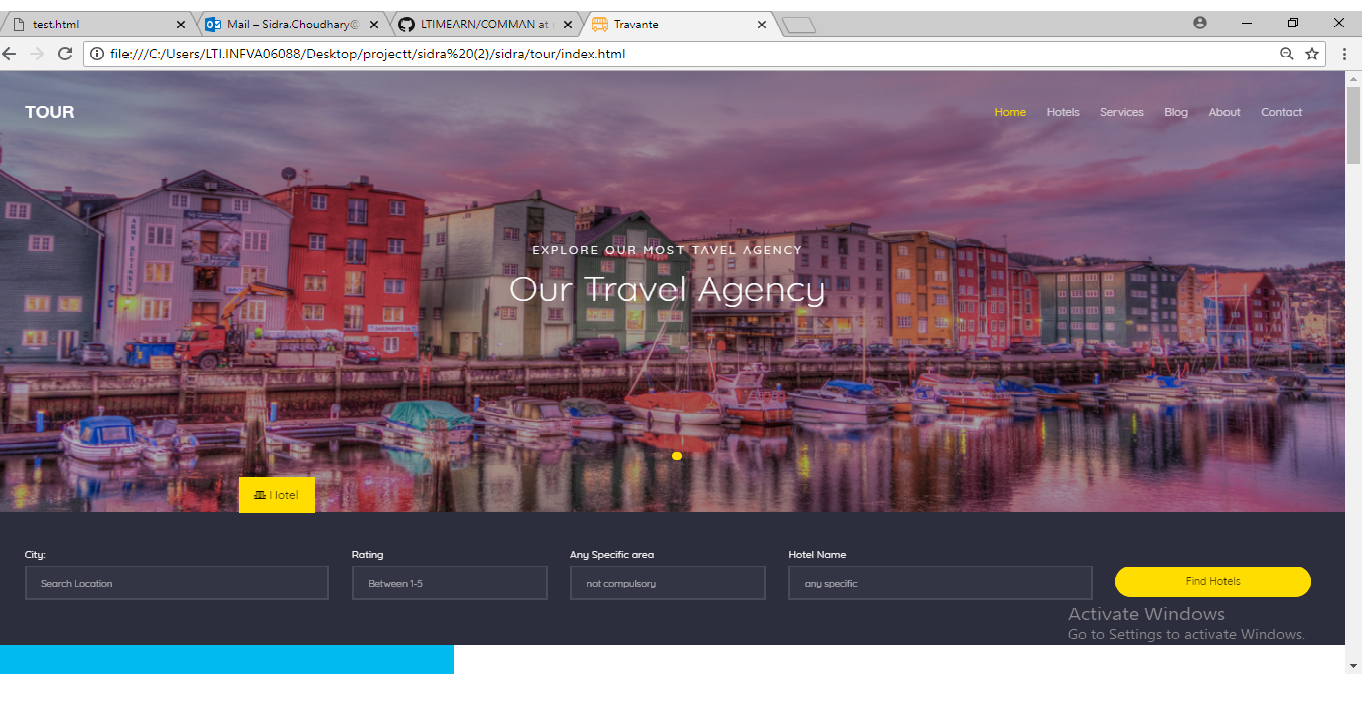 test.html
Mail – Sidra.Choudhary@
LTIMEARN/COMMAN at
Travante
file:///C:/Users/LTI.INFVA06088/Desktop/projectt/sidra%20(2)/sidra/tour/index.html
TOUR
Home Hotels Services Blog About Contact
EXPLORE OUR MOST TAVEL AGENCY
Our Travel Agency
Hotel
City: Rating Any Specific area Hotel Name
Search Location Between 1-5 not compulsory any specific Find Hotels
Activate Windows
Go to Settings to activate Windows.